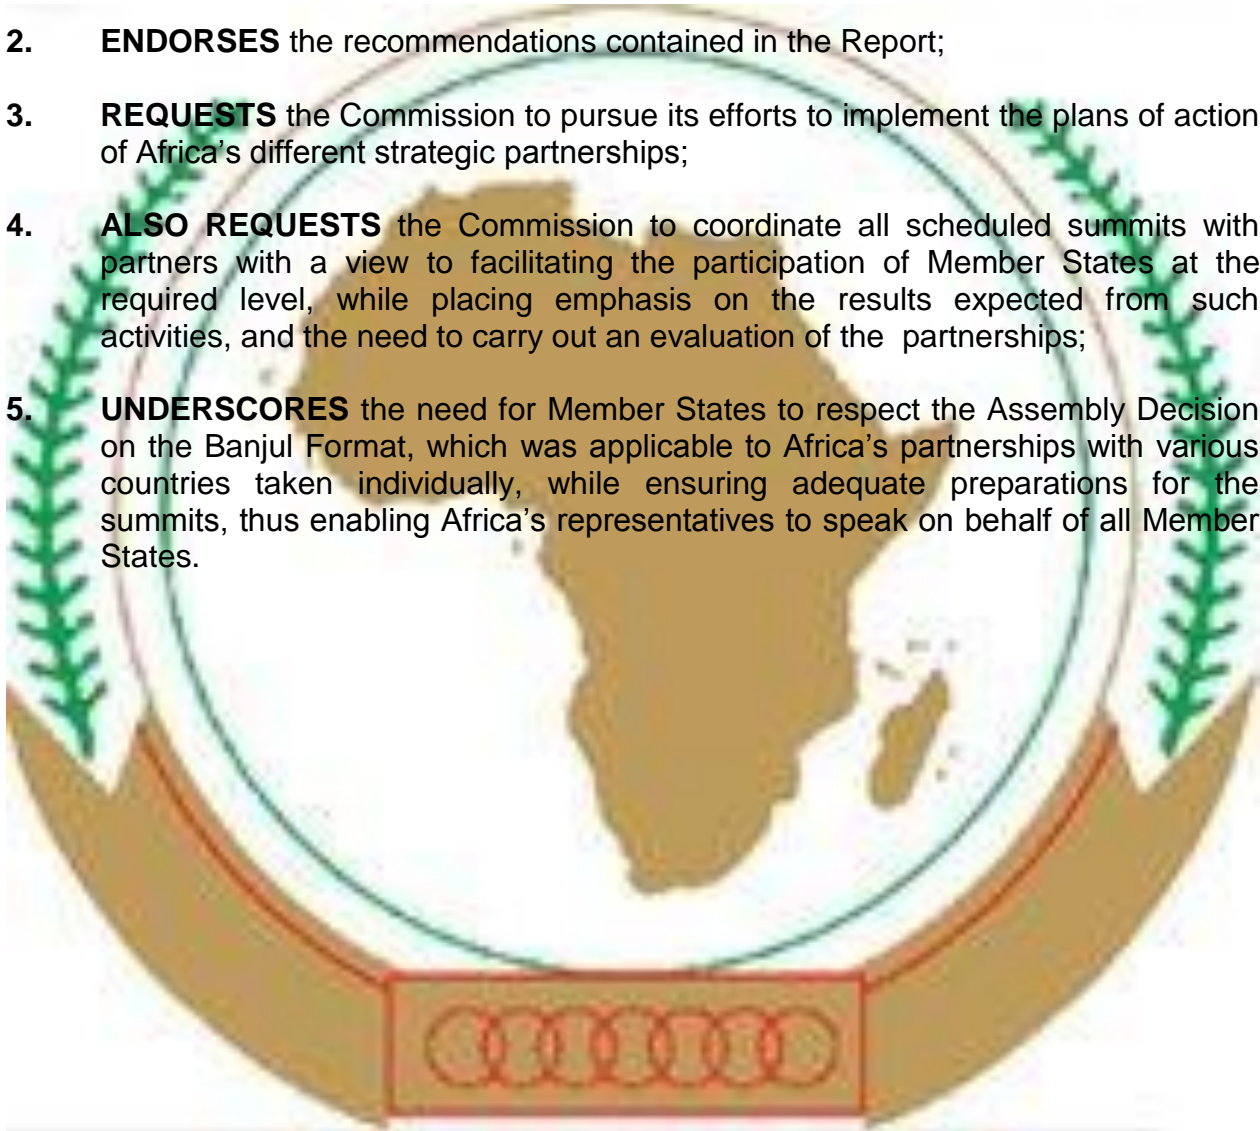 2. ENDORSES the recommendations contained in the Report;
3. REQUESTS the Commission to pursue its efforts to implement the plans of action
of Africa’s different strategic partnerships;
4. ALSO REQUESTS the Commission to coordinate all scheduled summits with
partners with a view to facilitating the participation of Member States at the
required level, while placing emphasis on the results expected from such
activities, and the need to carry out an evaluation of the partnerships;
5. UNDERSCORES the need for Member States to respect the Assembly Decision
on the Banjul Format, which was applicable to Africa’s partnerships with various
countries taken individually, while ensuring adequate preparations for the
summits, thus enabling Africa’s representatives to speak on behalf of all Member
States.